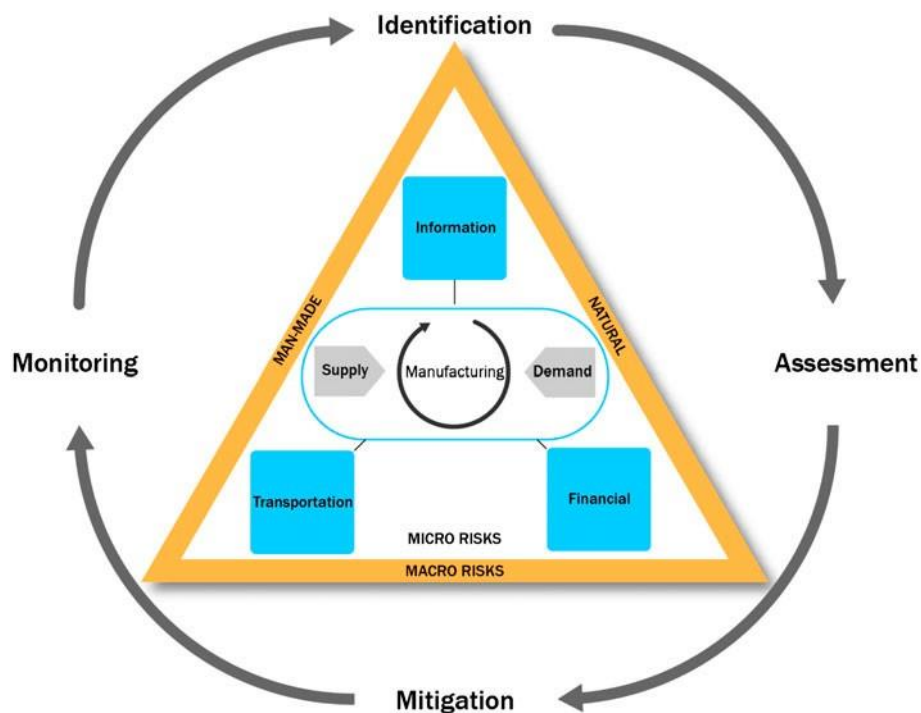 Identification
Information
MAN-MADE
NATURAL
Monitoring
Supply
Manufacturing
Demand
Assessment
Transportation
Financial
MICRO RISKS
MACRO RISKS
Mitigation